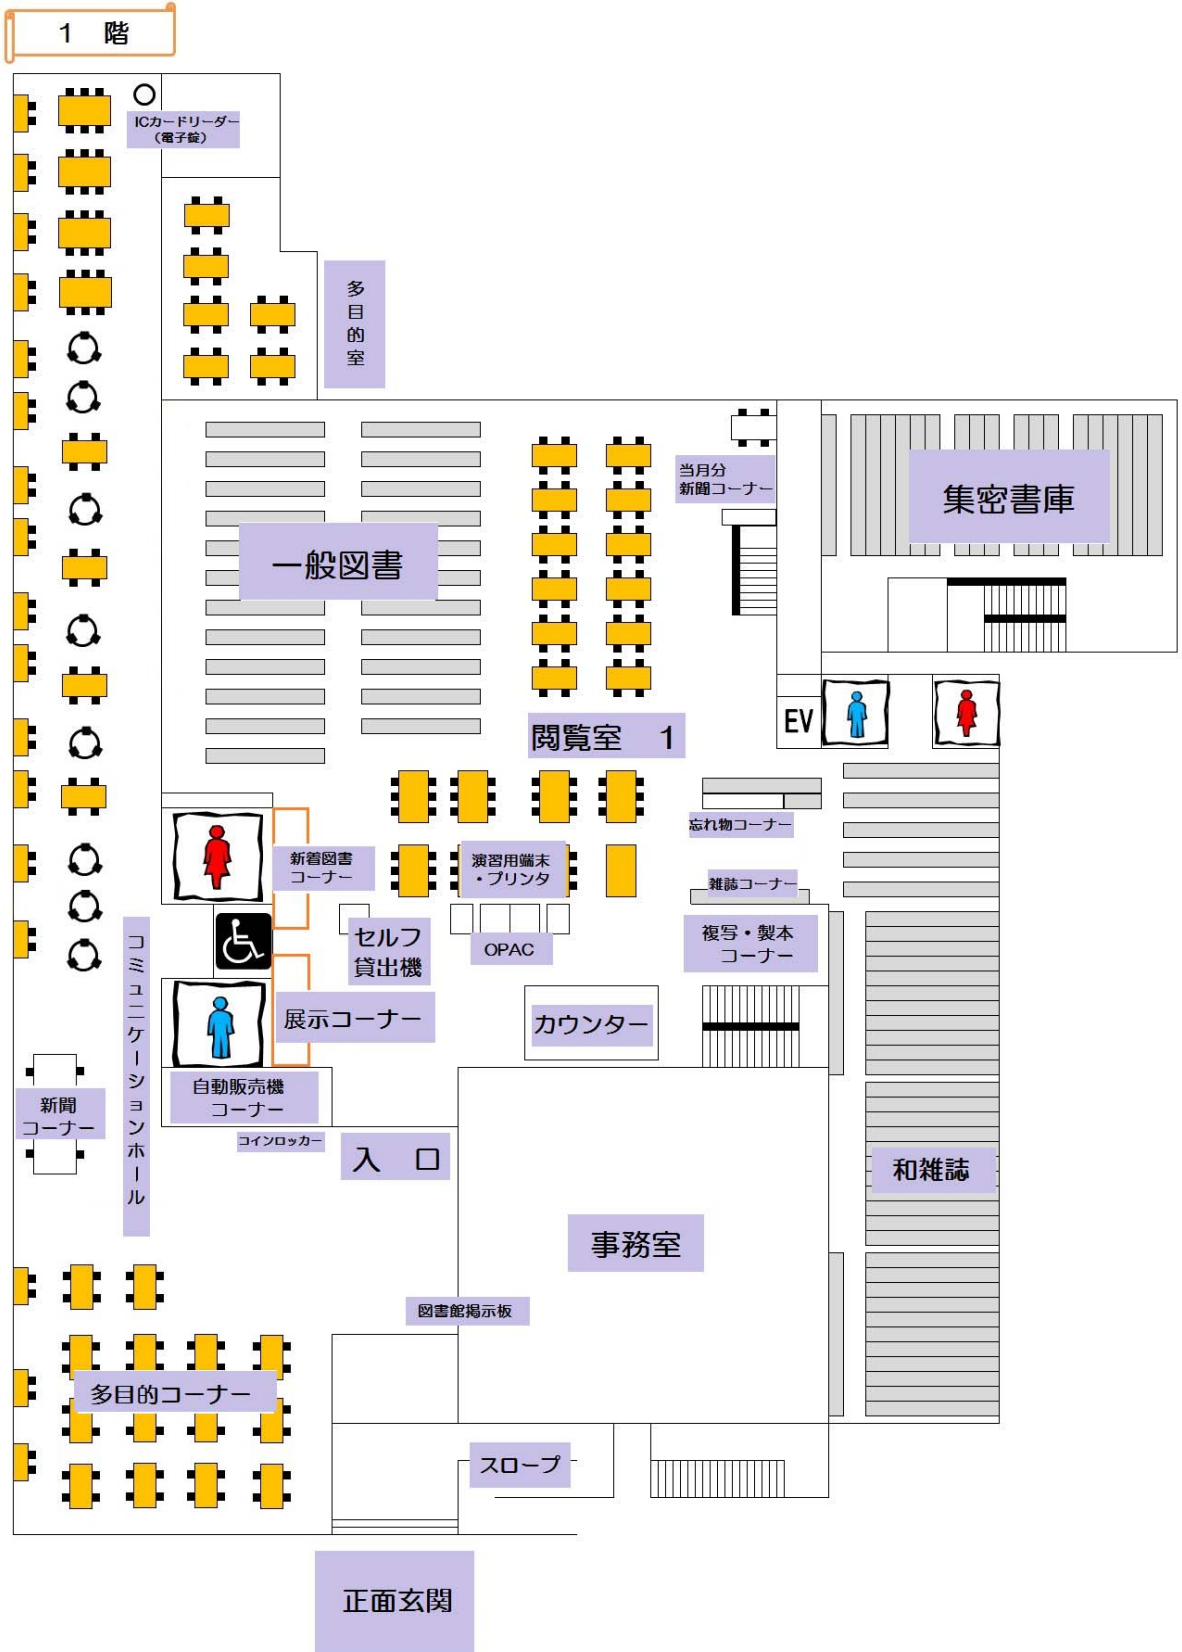 1 階
ICカードリーダー
(電子錠)
多目的室
当月分
新聞コーナー
集密書庫
一般図書
閲覧室 1
EV
忘れ物コーナー
新着図書
コーナー
演習用端末
・プリンタ
雑誌コーナー
セルフ
貸出機
OPAC
複写・製本
コーナー
コミュニケーションホール
展示コーナー
カウンター
自動販売機
コーナー
新聞
コーナー
コインロッカー
入 口
和雑誌
事務室
図書館掲示板
多目的コーナー
スロープ
正面玄関